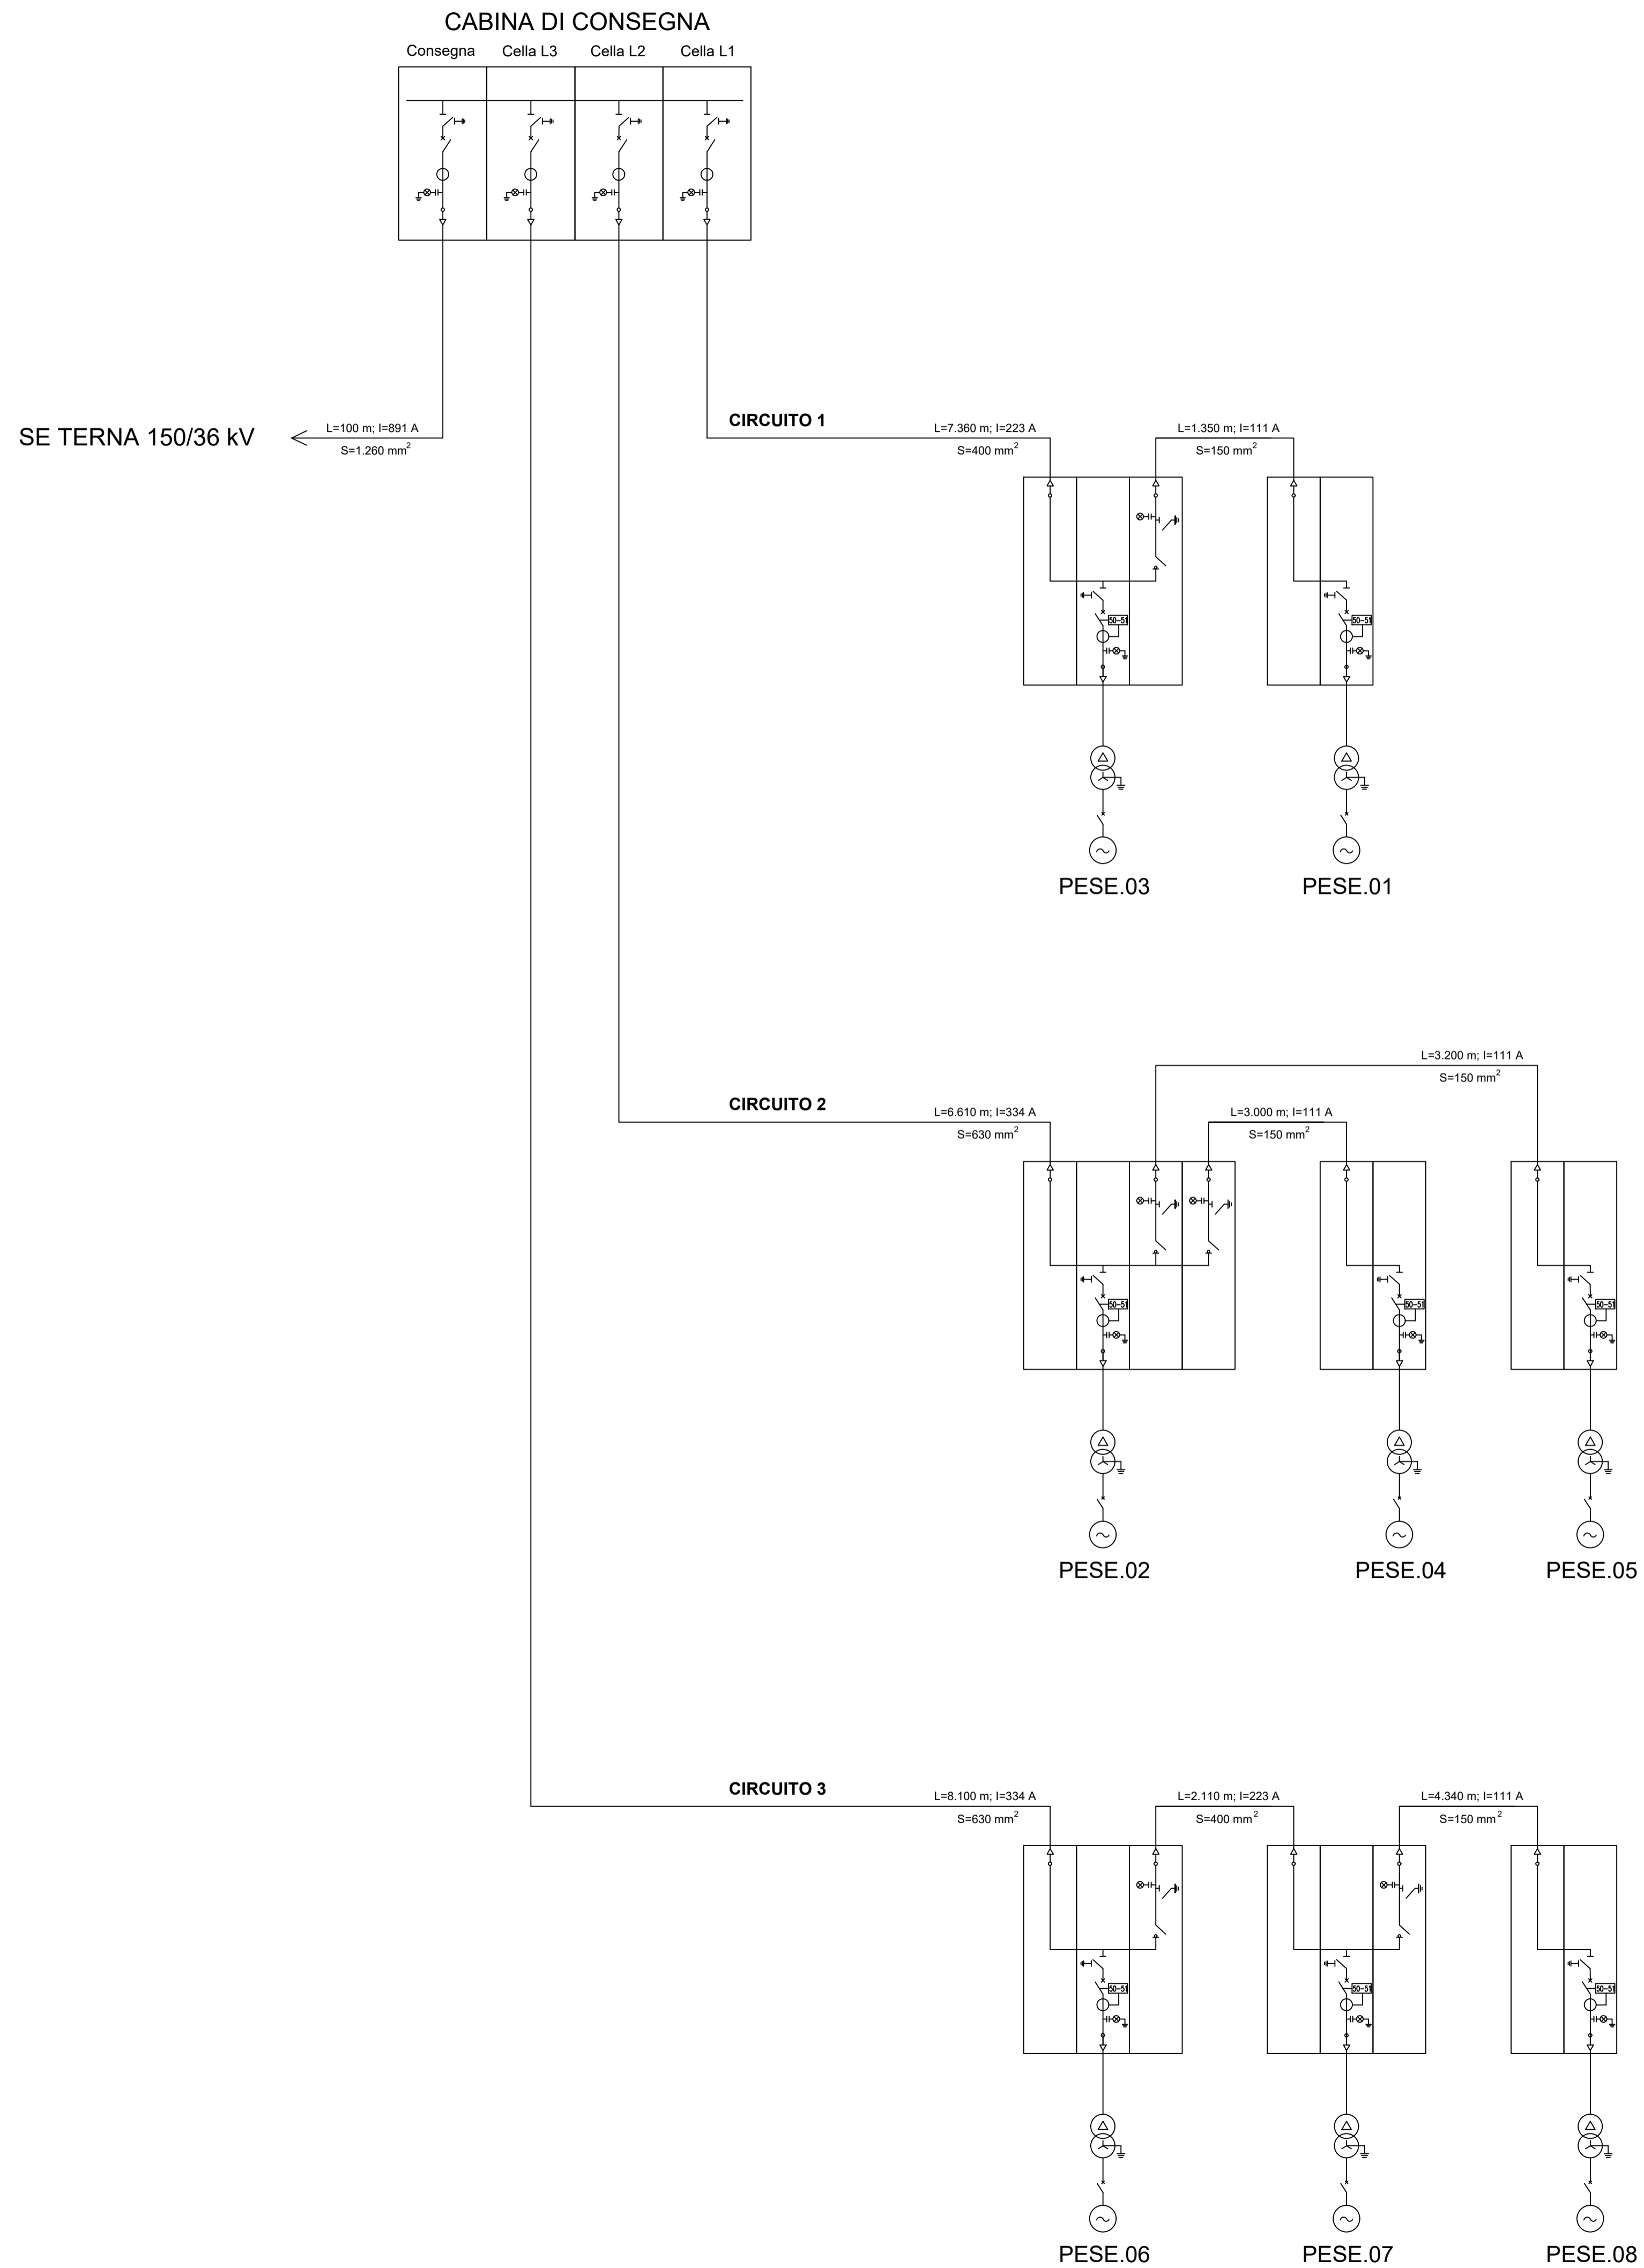 CABINA DI CONSEGNA
Consegna Cella L3 Cella L2 Cella L1
SE TERNA 150/36 kV
L=100 m; I=891 A
S=1.260 mm²
CIRCUITO 1
L=7.360 m; I=223 A
S=400 mm²
L=1.350 m; I=111 A
S=150 mm²
50-51
50-51
PESE.03
PESE.01
L=3.200 m; I=111 A
S=150 mm²
CIRCUITO 2
L=6.610 m; I=334 A
S=630 mm²
L=3.000 m; I=111 A
S=150 mm²
50-51
50-51
50-51
PESE.02
PESE.04
PESE.05
CIRCUITO 3
L=8.100 m; I=334 A
S=630 mm²
L=2.110 m; I=223 A
S=400 mm²
L=4.340 m; I=111 A
S=150 mm²
50-51
50-51
50-51
PESE.06
PESE.07
PESE.08